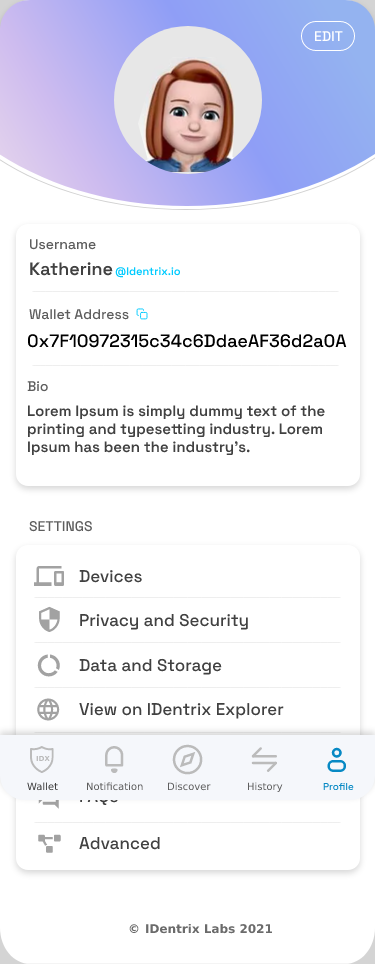 EDIT
Username
Katherine @Identrix.io
Wallet Address
0x7F10972315c34c6DdaeAF36d2a0A
Bio
Lorem Ipsum is simply dummy text of the
printing and typesetting industry. Lorem
Ipsum has been the industry's.
SETTINGS
Devices
Privacy and Security
Data and Storage
View on IDentrix Explorer
IDX
Wallet Notification Discover History Profile
Advanced
© IDentrix Labs 2021